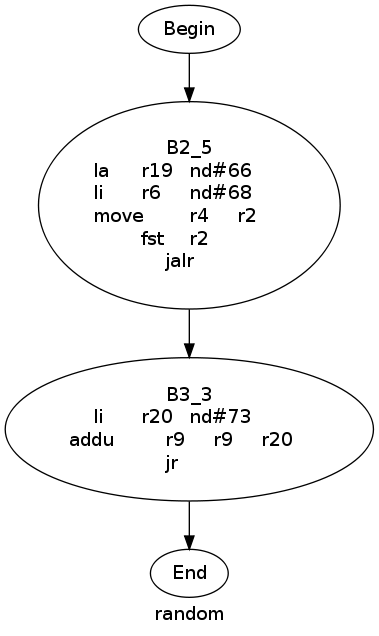 Begin
B2_5
la r19 nd#66
li r6 nd#68
move r4 r2
fst r2
jalr
B3_3
li r20 nd#73
addu r9 r9 r20
jr
End
random